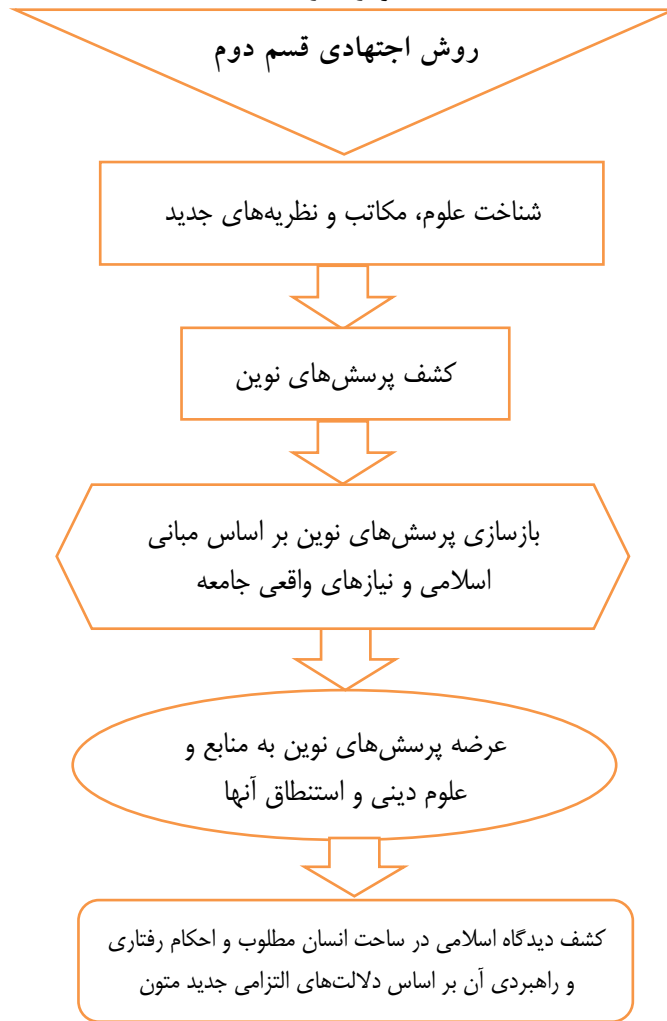 روش اجتهادی قسم دوم
شناخت علوم، مکاتب و نظریه‌های جدید
کشف پرسش‌های نوین
بازسازی پرسش‌های نوین بر اساس مبانی
اسلامی و نیازهای واقعی جامعه
عرضه پرسش‌های نوین به منابع و
علوم دینی و استنطاق آنها
کشف دیدگاه اسلامی در ساحت انسان مطلوب و احکام رفتاری
و راهبردی آن بر اساس دلالت‌های التزامی جدید متون